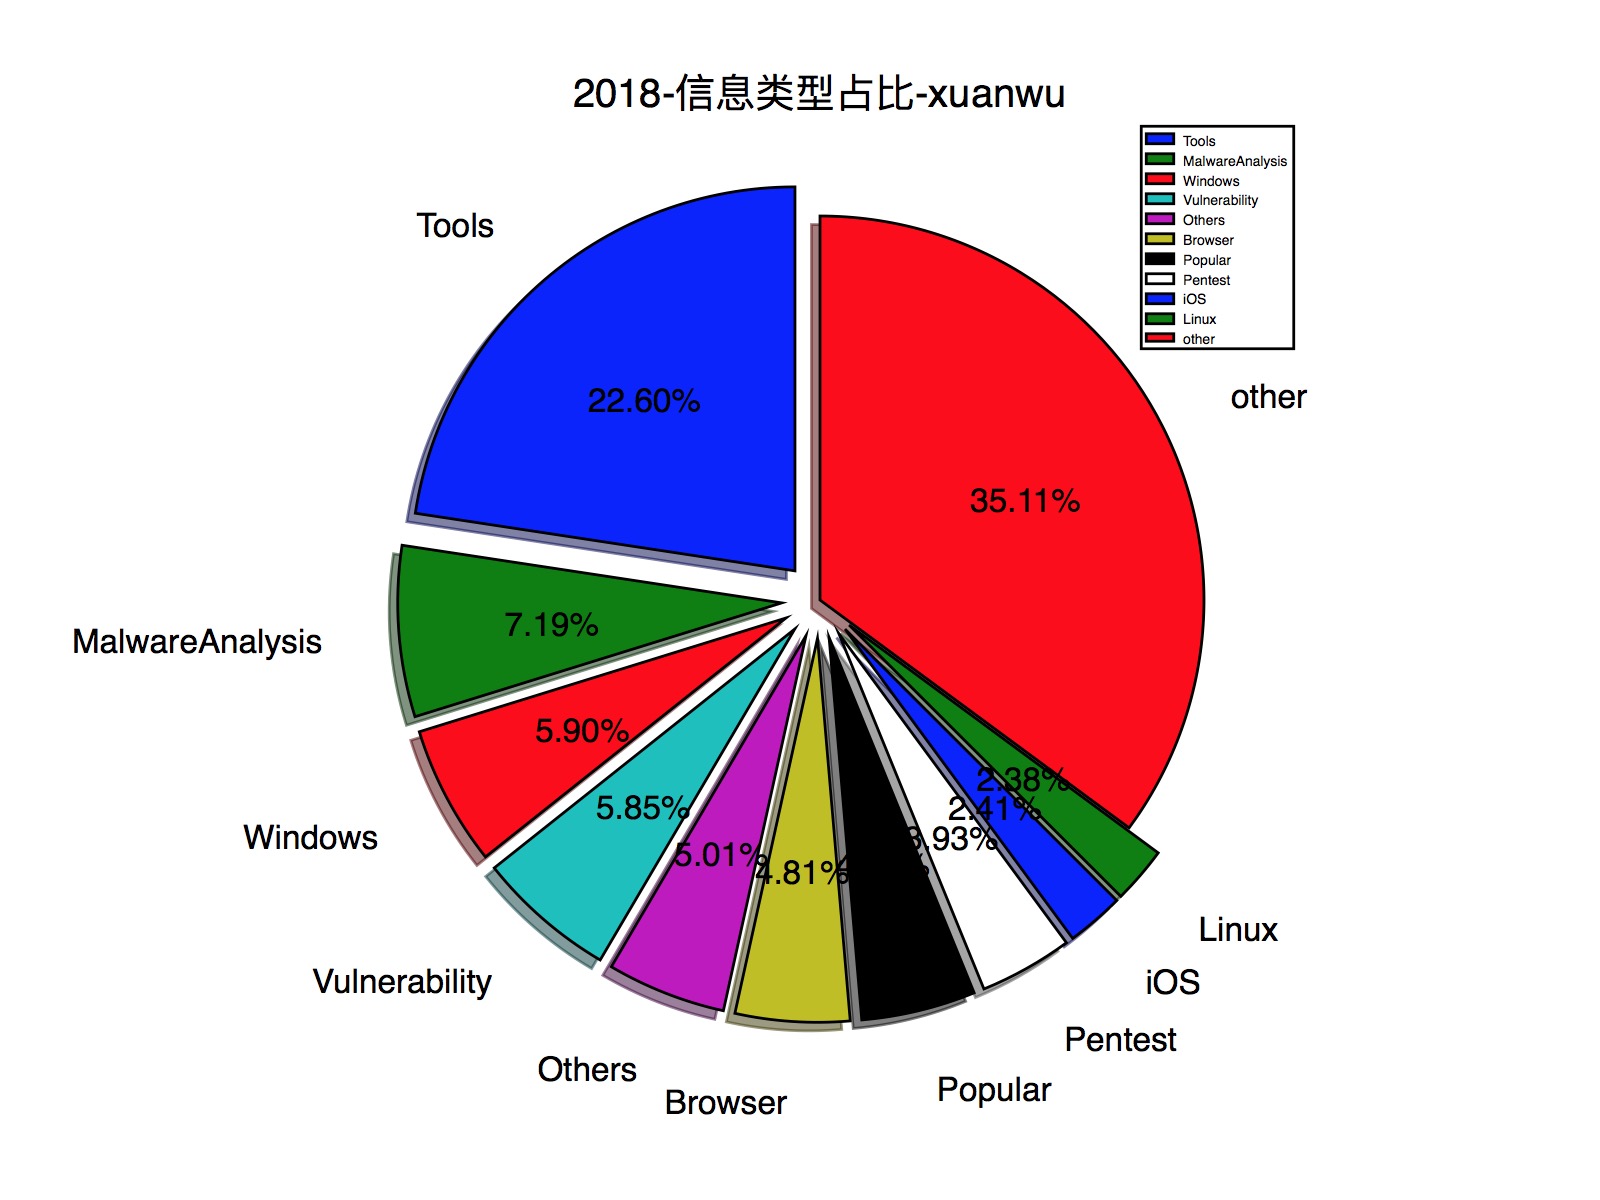 2018-信息类型占比-xuanwu
Tools
MalwareAnalysis
Windows
Vulnerability
Others
Browser
Popular
Pentest
iOS
Linux
other
Tools
other
22.60%
35.11%
7.19%
MalwareAnalysis
5.90%
2.38%
2.41%
5.85%
3.93%
Windows
5.01%
4.81%
Linux
Vulnerability
iOS
Pentest
Others
Popular
Browser